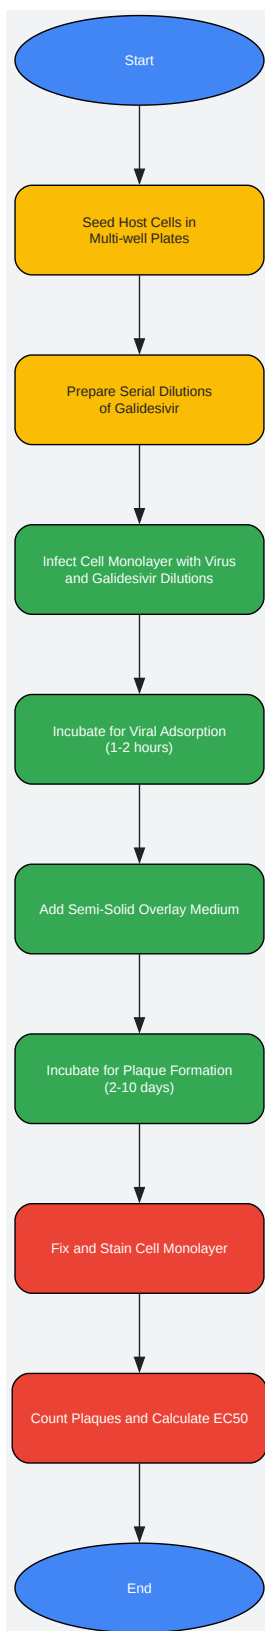 Start
Seed Host Cells in
Multi-well Plates
Prepare Serial Dilutions
of Galidesivir
Infect Cell Monolayer with Virus
and Galidesivir Dilutions
Incubate for Viral Adsorption
(1-2 hours)
Add Semi-Solid Overlay Medium
Incubate for Plaque Formation
(2-10 days)
Fix and Stain Cell Monolayer
Count Plaques and Calculate EC50
End